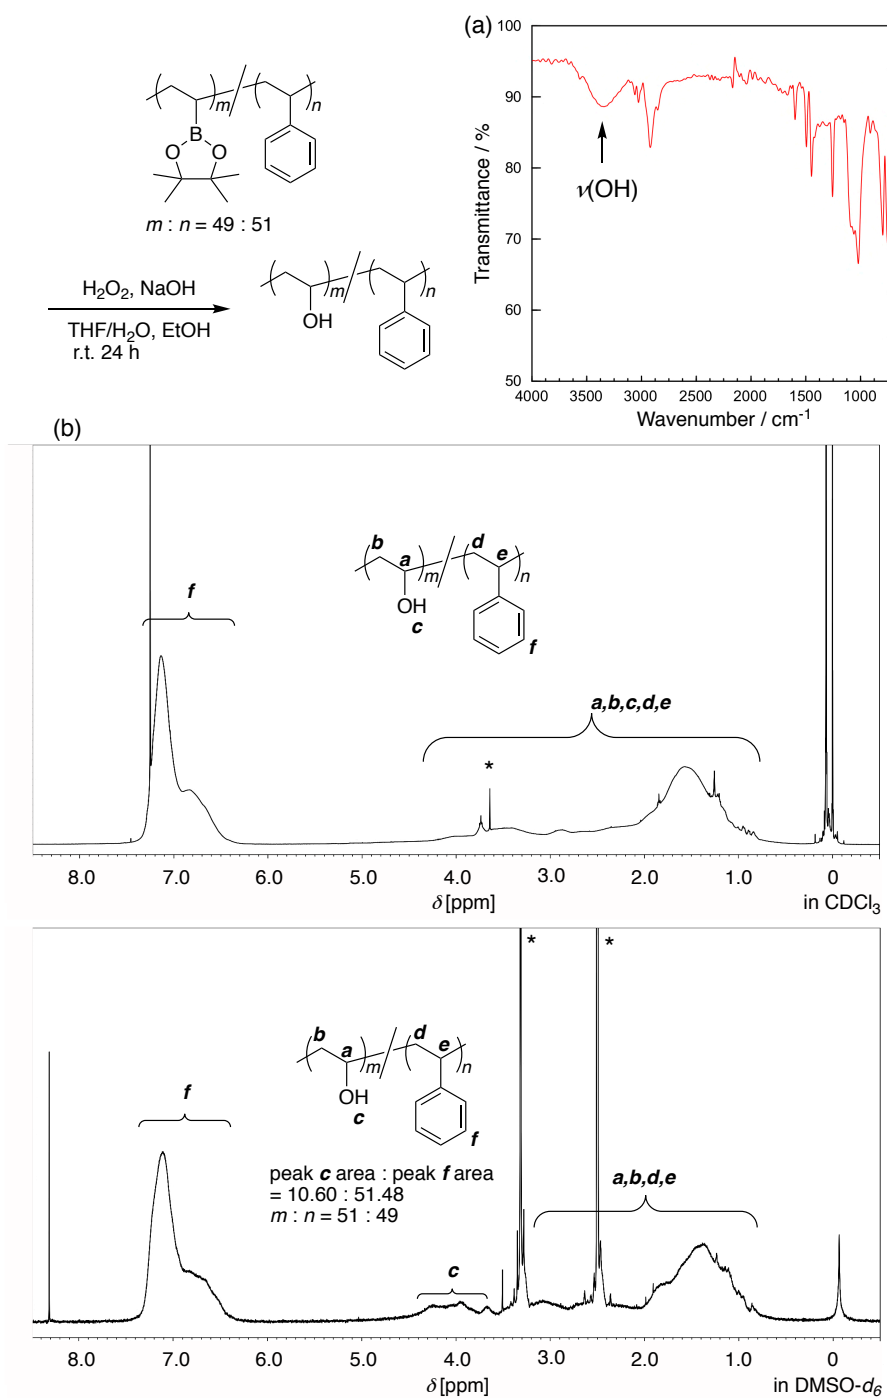 (a)
m
n
B
O
O
m : n = 49 : 51
H2O2, NaOH
THF/H2O, EtOH
r.t. 24 h
m
n
OH
100
90
80
70
60
50
Transmittance / %
ν(OH)
4000 3500 3000 2500 2000 1500 1000
Wavenumber / cm-1
(b)
b
d
a
e
m
n
OH
c
f
f
a,b,c,d,e
*
8.0 7.0 6.0 5.0 4.0 3.0 2.0 1.0 0
δ [ppm]
in CDCl3
* *
b
d
a
e
m
n
OH
c
f
f
peak c area : peak f area
= 10.60 : 51.48
m : n = 51 : 49
a,b,d,e
c
8.0 7.0 6.0 5.0 4.0 3.0 2.0 1.0 0
δ [ppm]
in DMSO-d6